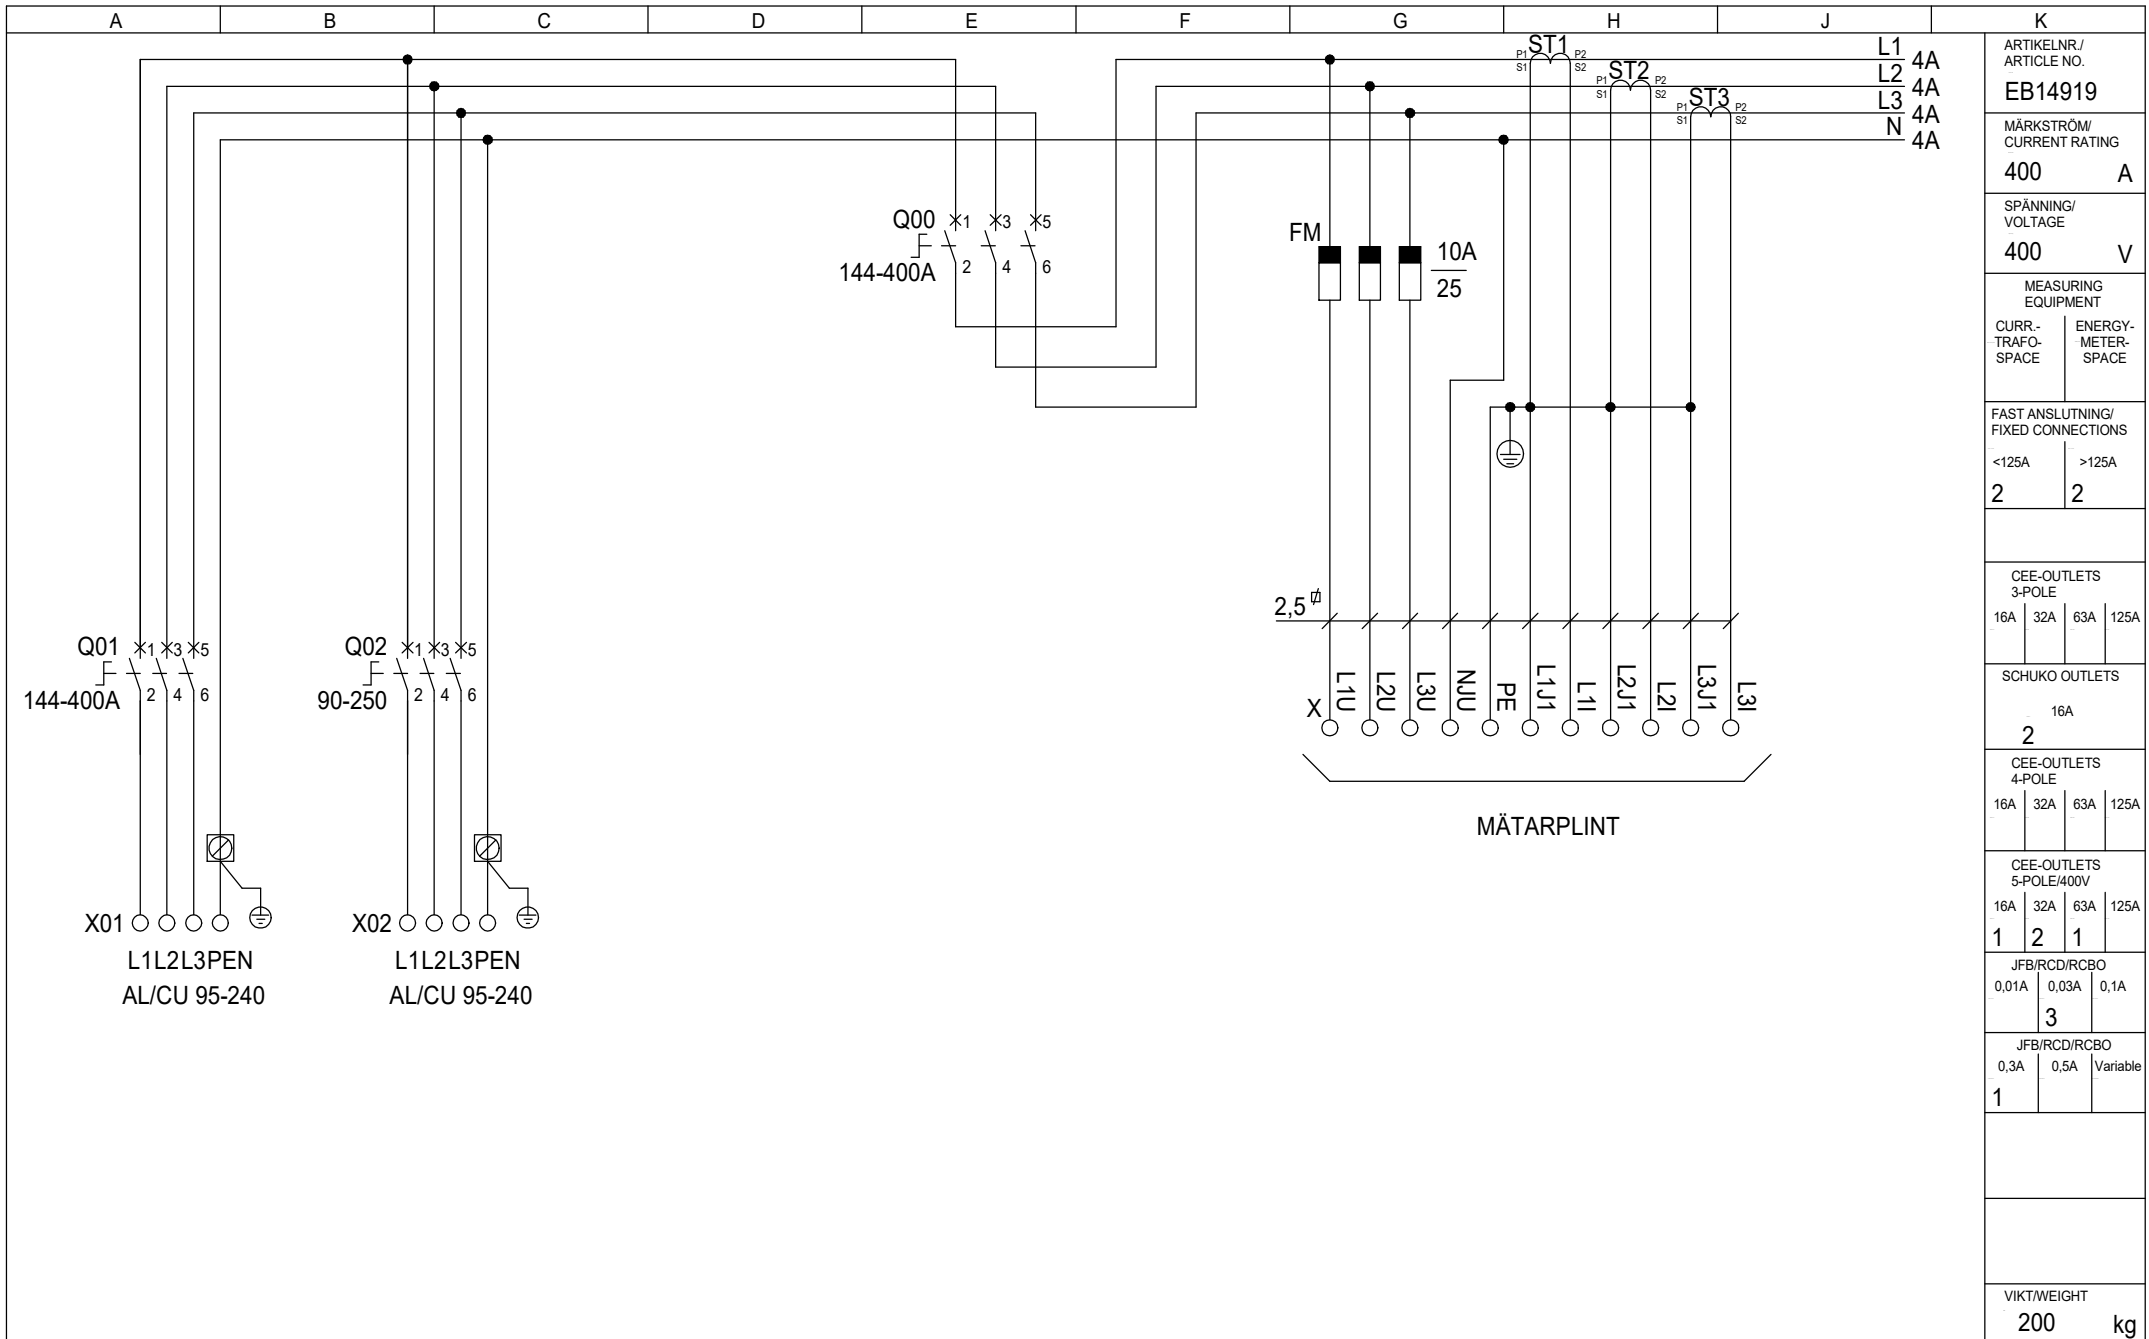 A B C D E F G H J K
ST1
P1 P2
S1 S2
ST2
P1 P2
S1 S2
ST3
P1 P2
S1 S2
L1 4A
L2 4A
L3 4A
N 4A
Q00 1 3 5
144-400A 2 4 6
FM
10A
25
2,5
Q01 1 3 5
144-400A 2 4 6
Q02 1 3 5
90-250 2 4 6
X L1U L2U L3U NJU PE L1J1 L1I L2J1 L2I L3J1 L3I
MÄTARPLINT
X01
L1L2L3PEN
AL/CU 95-240
X02
L1L2L3PEN
AL/CU 95-240
ARTIKELNR./
ARTICLE NO.
EB14919
MÄRKSTRÖM/
CURRENT RATING
400 A
SPÄNNING/
VOLTAGE
400 V
MEASURING
EQUIPMENT
CURR.-
TRAFO-
SPACE
ENERGY-
METER-
SPACE
FAST ANSLUTNING/
FIXED CONNECTIONS
<125A >125A
2 2
CEE-OUTLETS
3-POLE
16A 32A 63A 125A
SCHUKO OUTLETS
16A
2
CEE-OUTLETS
4-POLE
16A 32A 63A 125A
CEE-OUTLETS
5-POLE/400V
16A 32A 63A 125A
1 2 1
JFB/RCD/RCBO
0,01A 0,03A 0,1A
3
JFB/RCD/RCBO
0,3A 0,5A Variable
1
VIKT/WEIGHT
200 kg